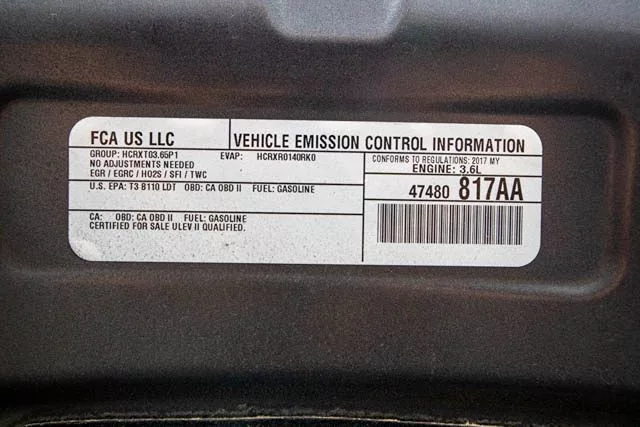 FCA US LLC
VEHICLE EMISSION CONTROL INFORMATION
GROUP: HCRXT03.65P1 EVAP: HCRXR0140RK0
NO ADJUSTMENTS NEEDED
EGR / EGRC / HO2S / SFI / TWC
CONFORMS TO REGULATIONS: 2017 MY
ENGINE: 3.6L
U.S. EPA: T3 B110 LDT OBD: CA OBD II FUEL: GASOLINE
47480 817AA
CA: OBD: CA OBD II FUEL: GASOLINE
CERTIFIED FOR SALE ULEV II QUALIFIED.